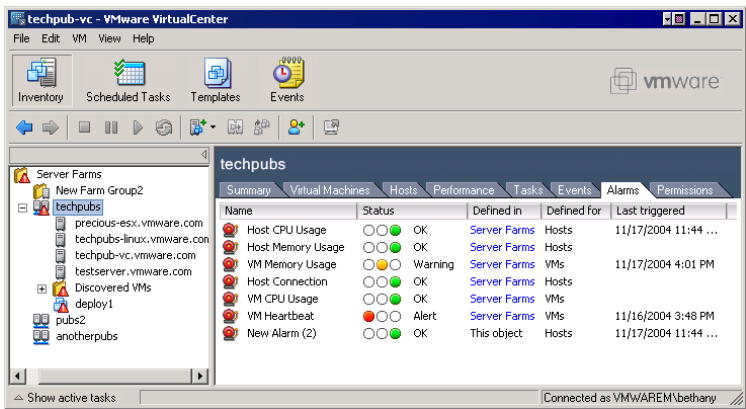 techpub-vc - VMware VirtualCenter
File Edit VM View Help
Inventory Scheduled Tasks Templates Events
vmware
techpubs
Summary Virtual Machines Hosts Performance Tasks Events Alarms Permissions
Server Farms
New Farm Group2
techpubs
precious-esx.vmware.com
techpubs-linux.vmware.con
techpub-vc.vmware.com
testserver.vmware.com
Discovered VMs
deploy1
pubs2
anotherpubs
Name Status Defined in Defined for Last triggered
Host CPU Usage OK Server Farms Hosts 11/17/2004 11:44 ...
Host Memory Usage OK Server Farms Hosts
VM Memory Usage Warning Server Farms VMs 11/17/2004 4:01 PM
Host Connection OK Server Farms Hosts
VM CPU Usage OK Server Farms VMs
VM Heartbeat Alert Server Farms VMs 11/16/2004 3:48 PM
New Alarm (2) OK This object Hosts 11/17/2004 11:44 ...
Show active tasks Connected as VMWAREM\bethany